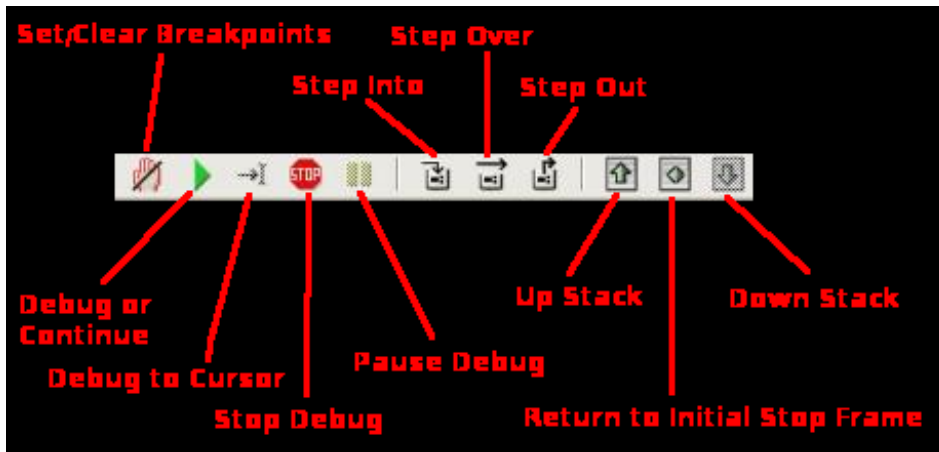 Set/Clear Breakpoints
Step Over
Step Into
Step Out
STOP
Debug or
Continue
Up Stack
Down Stack
Pause Debug
Debug to Cursor
Stop Debug
Return to Initial Stop Frame